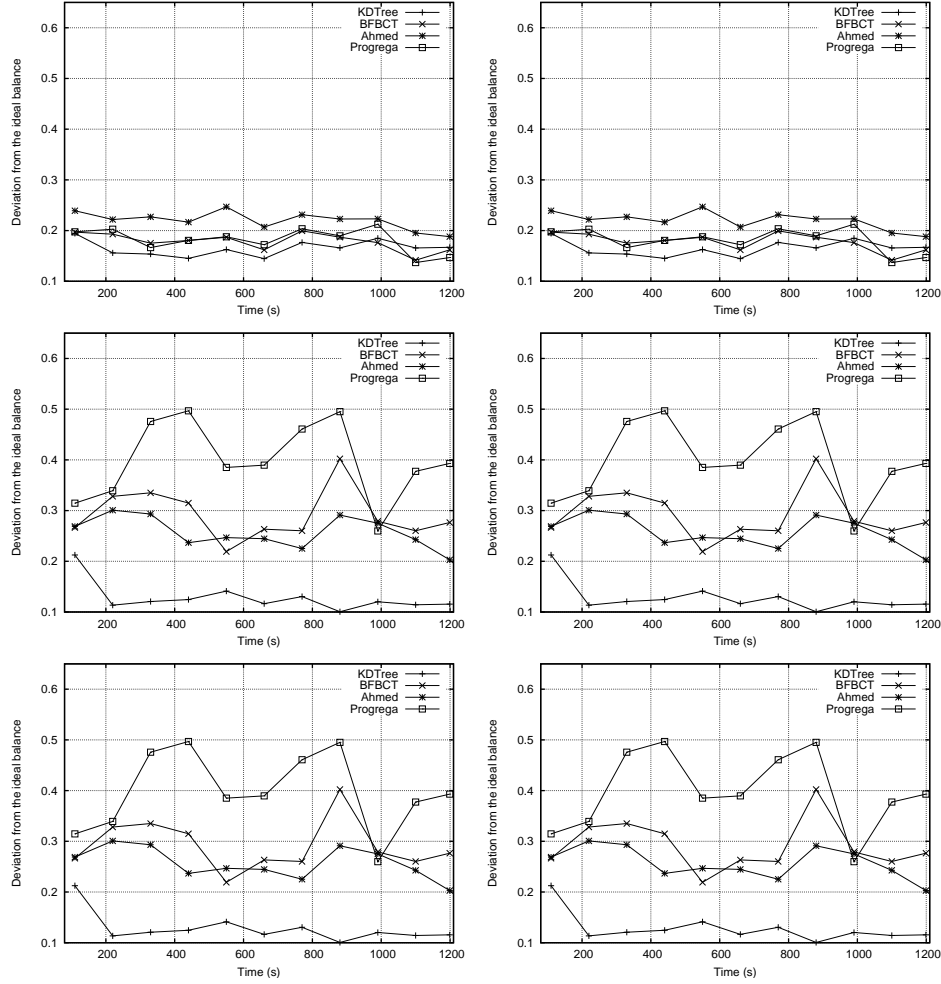 KDTree
BFBCT
Ahmed
Progrega
Deviation from the ideal balance
0.6
0.5
0.4
0.3
0.2
0.1
200 400 600 800 1000 1200
Time (s)
KDTree
BFBCT
Ahmed
Progrega
Deviation from the ideal balance
0.6
0.5
0.4
0.3
0.2
0.1
200 400 600 800 1000 1200
Time (s)
KDTree
BFBCT
Ahmed
Progrega
Deviation from the ideal balance
0.6
0.5
0.4
0.3
0.2
0.1
200 400 600 800 1000 1200
Time (s)
KDTree
BFBCT
Ahmed
Progrega
Deviation from the ideal balance
0.6
0.5
0.4
0.3
0.2
0.1
200 400 600 800 1000 1200
Time (s)
KDTree
BFBCT
Ahmed
Progrega
Deviation from the ideal balance
0.6
0.5
0.4
0.3
0.2
0.1
200 400 600 800 1000 1200
Time (s)
KDTree
BFBCT
Ahmed
Progrega
Deviation from the ideal balance
0.6
0.5
0.4
0.3
0.2
0.1
200 400 600 800 1000 1200
Time (s)